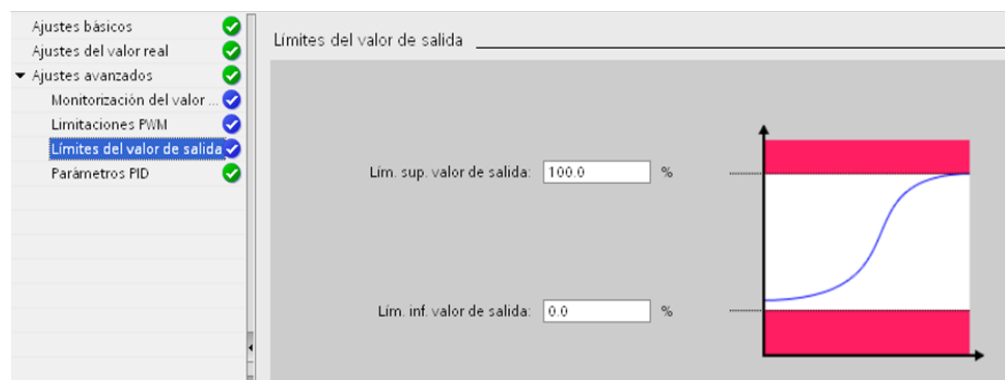 Ajustes básicos
Ajustes del valor real
Ajustes avanzados
Monitorización del valor ...
Limitaciones PWM
Límites del valor de salida
Parámetros PID
Límites del valor de salida
Lím. sup. valor de salida: 100.0 %
Lím. inf. valor de salida: 0.0 %